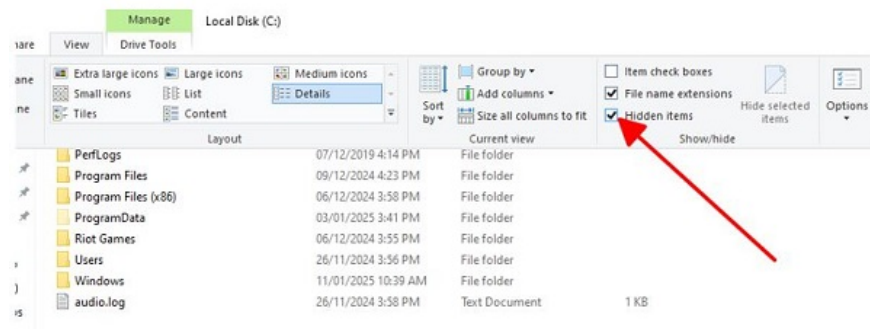 Manage Local Disk (C:)
View Drive Tools
Extra large icons Large icons Medium icons
Small icons List Details
Tiles Content
Layout
Sort by
Group by
Add columns
Size all columns to fit
Current view
Item check boxes
File name extensions
Hidden items
Hide selected items
Show/hide
Options
PerfLogs 07/12/2019 4:14 PM File folder
Program Files 09/12/2024 4:23 PM File folder
Program Files (x86) 06/12/2024 3:58 PM File folder
ProgramData 03/01/2025 3:41 PM File folder
Riot Games 06/12/2024 3:55 PM File folder
Users 26/11/2024 3:56 PM File folder
Windows 11/01/2025 10:39 AM File folder
audio.log 26/11/2024 3:58 PM Text Document 1 KB